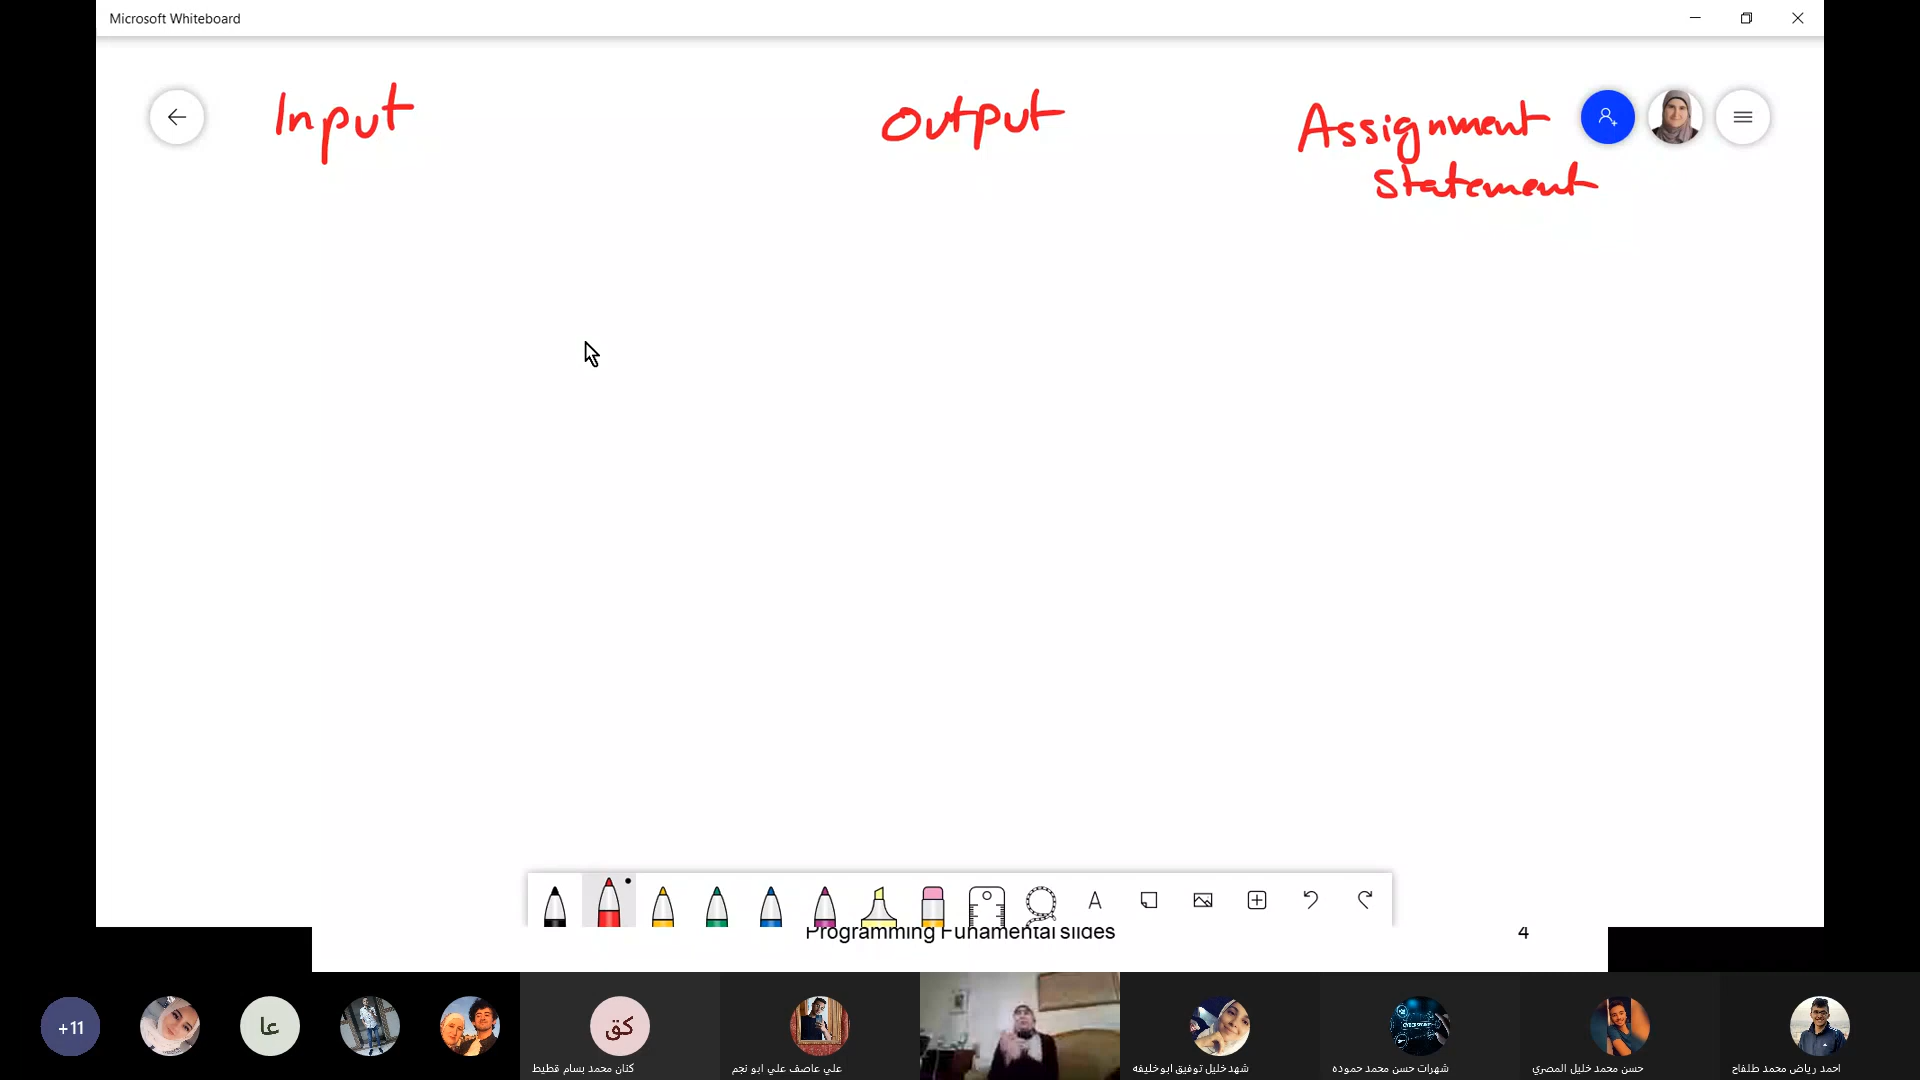 Microsoft Whiteboard
Input
Output
Assignment
Statement
A
Programming Funamental slides
4
+11
عا
كق
كنان محمد بسام قطيط
علي عاصف علي ابو نجم
شهد خليل توفيق ابوخليفه
شهرات حسن محمد حموده
حسن محمد خليل المصري
احمد رياض محمد طلفاح